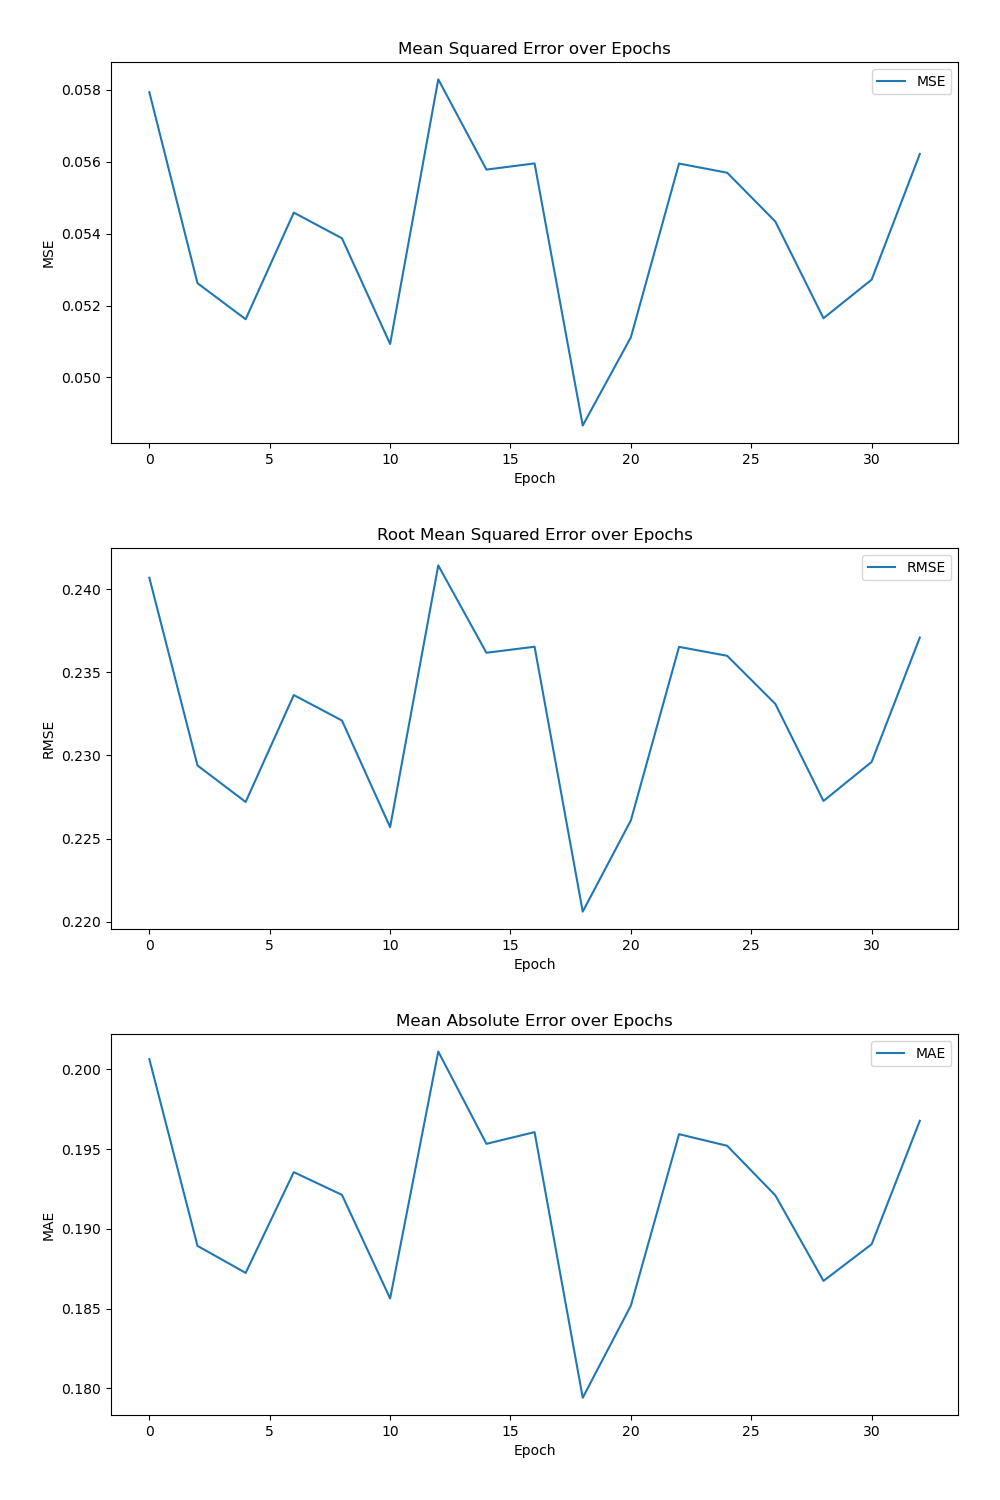 Mean Squared Error over Epochs
MSE
0.058
0.056
0.054
0.052
0.050
MSE
0 5 10 15 20 25 30
Epoch
Root Mean Squared Error over Epochs
RMSE
0.240
0.235
0.230
0.225
0.220
RMSE
0 5 10 15 20 25 30
Epoch
Mean Absolute Error over Epochs
MAE
0.200
0.195
0.190
0.185
0.180
MAE
0 5 10 15 20 25 30
Epoch